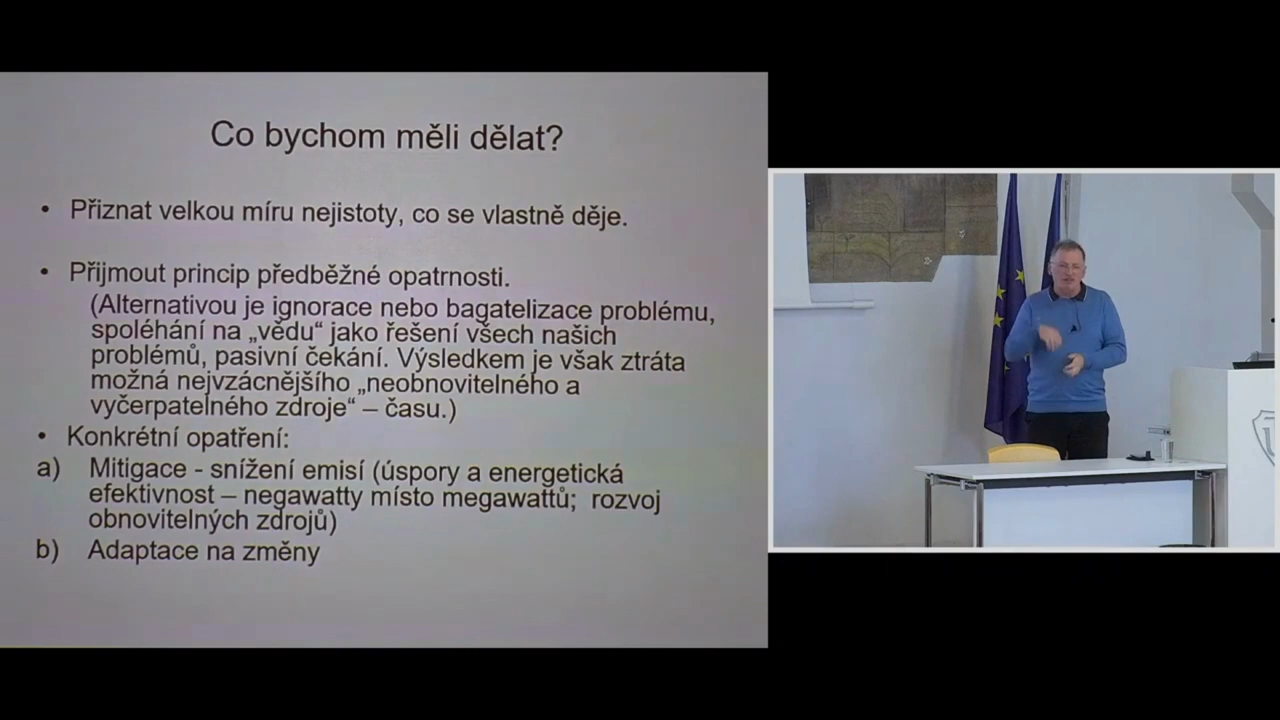 Co bychom měli dělat?
• Přiznat velkou míru nejistoty, co se vlastně děje.
• Přijmout princip předběžné opatrnosti.
(Alternativou je ignorace nebo bagatelizace problému,
spoléhání na „vědu“ jako řešení všech našich
problémů, pasivní čekání. Výsledkem je však ztráta
možná nejvzácnějšího „neobnovitelného a
vyčerpatelného zdroje“ – času.)
• Konkrétní opatření:
a) Mitigace - snížení emisí (úspory a energetická
efektivnost – negawatty místo megawattů; rozvoj
obnovitelných zdrojů)
b) Adaptace na změny